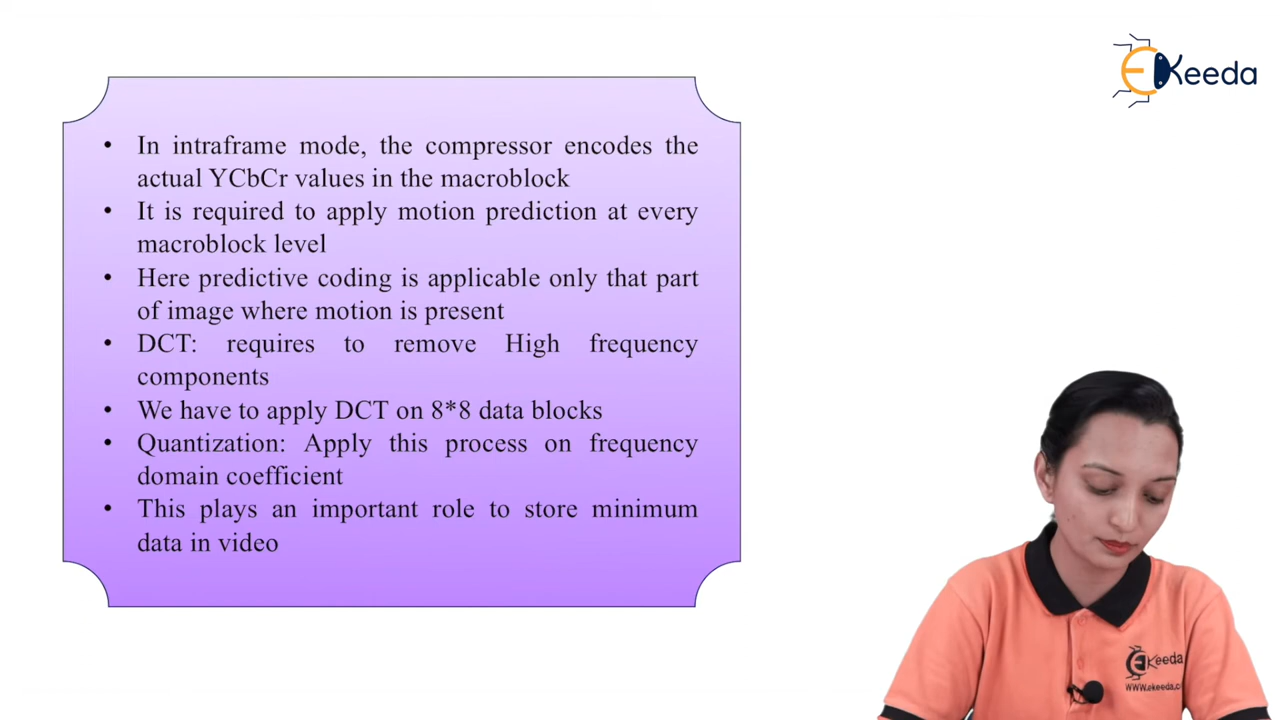 EKeeda
• In intraframe mode, the compressor encodes the
actual YCbCr values in the macroblock
• It is required to apply motion prediction at every
macroblock level
• Here predictive coding is applicable only that part
of image where motion is present
• DCT: requires to remove High frequency
components
• We have to apply DCT on 8*8 data blocks
• Quantization: Apply this process on frequency
domain coefficient
• This plays an important role to store minimum
data in video
EKeeda